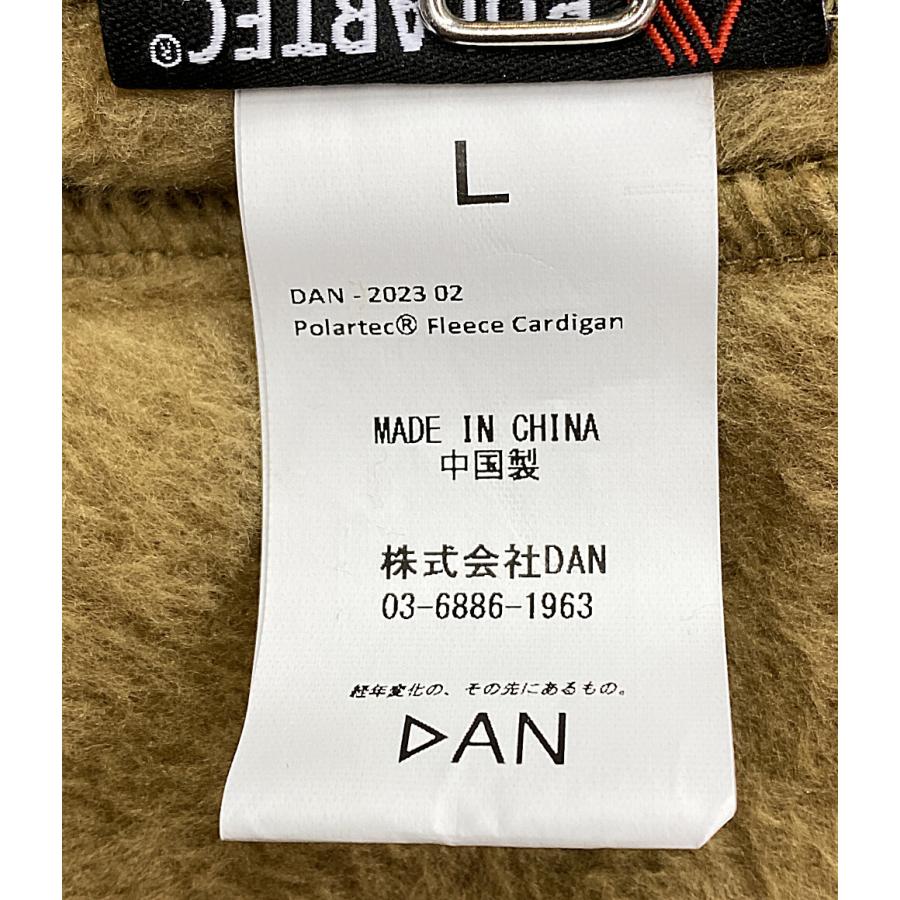 POLARTEC®
L
DAN - 2023 02
Polartec® Fleece Cardigan
MADE IN CHINA
中国製
株式会社DAN
03-6886-1963
経年変化の、その先にあるもの。
DAN